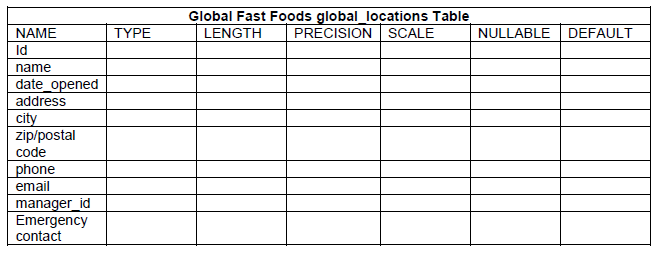 Global Fast Foods global_locations Table
NAME TYPE LENGTH PRECISION SCALE NULLABLE DEFAULT
Id
name
date_opened
address
city
zip/postal
code
phone
email
manager_id
Emergency
contact